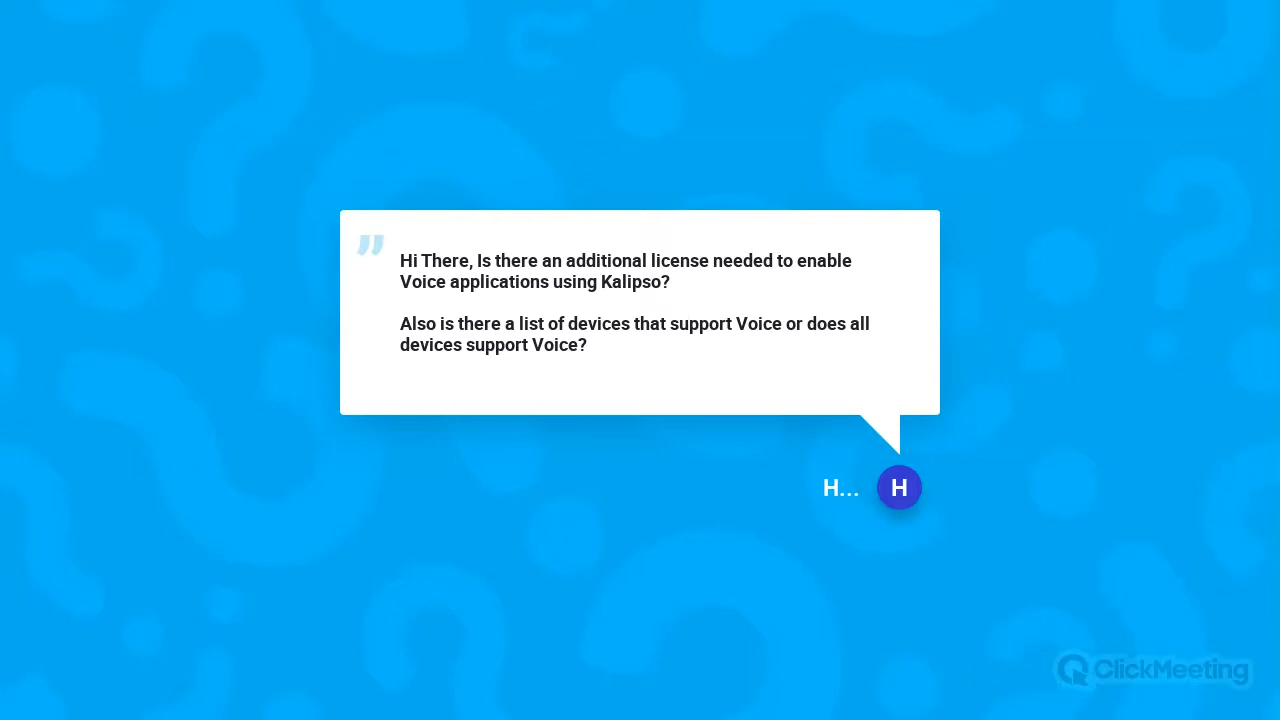 Hi There, Is there an additional license needed to enable
Voice applications using Kalipso?
Also is there a list of devices that support Voice or does all
devices support Voice?
H... H
ClickMeeting